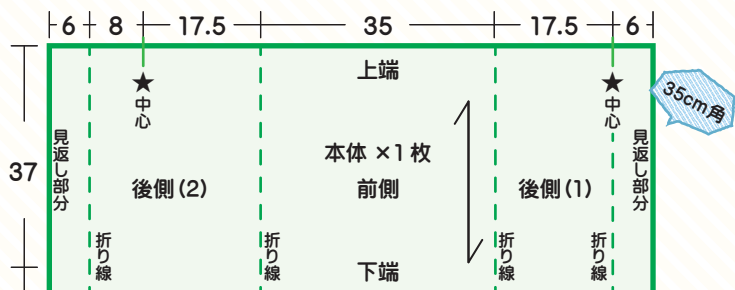 6 8 17.5 35 17.5 6
上端
★
中心
★
中心
35cm角
37
見返し部分
後側(2)
本体 ×1枚
前側
後側(1)
見返し部分
折り線
折り線
下端
折り線
折り線